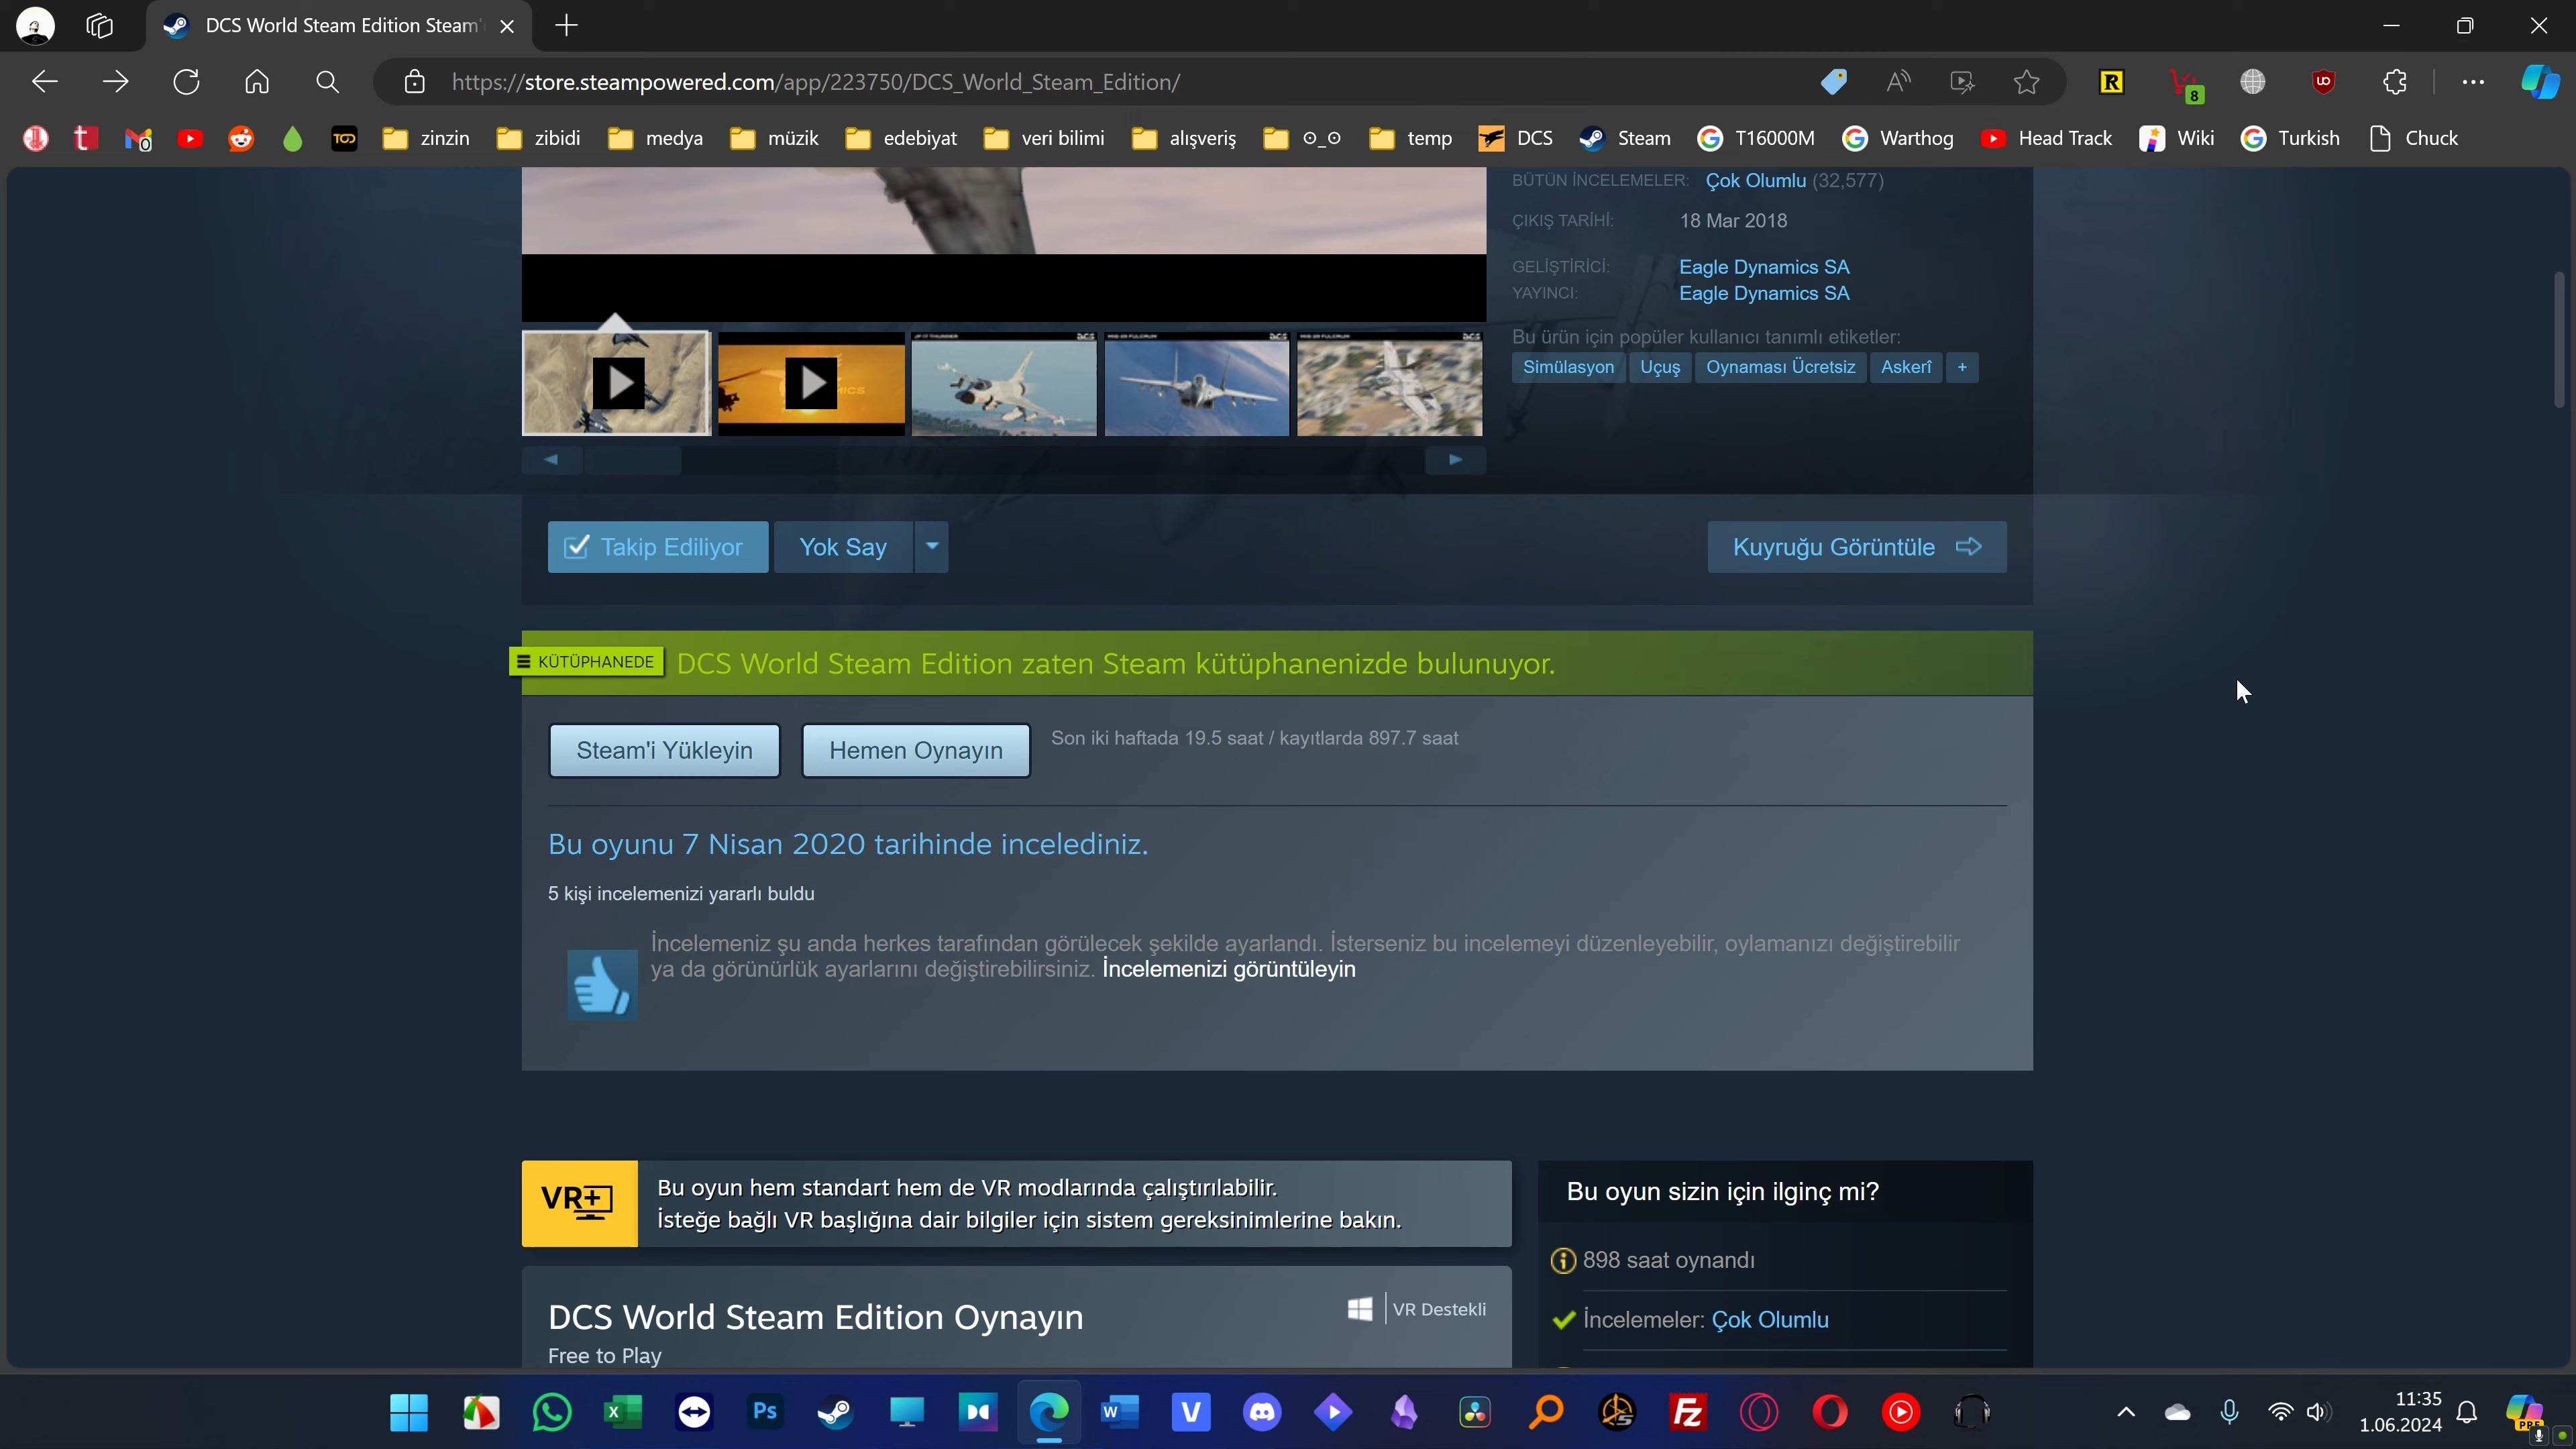 DCS World Steam Edition Steam'
https://store.steampowered.com/app/223750/DCS_World_Steam_Edition/
8
0
TGD
zinzin
zibidi
medya
müzik
edebiyat
veri bilimi
alışveriş
⊙_⊙
temp
DCS
Steam
T16000M
Warthog
Head Track
Wiki
Turkish
Chuck
BÜTÜN İNCELEMELER: Çok Olumlu (32,577)
ÇIKIŞ TARİHİ: 18 Mar 2018
GELİŞTİRİCİ: Eagle Dynamics SA
YAYINCI: Eagle Dynamics SA
Bu ürün için popüler kullanıcı tanımlı etiketler:
Simülasyon Uçuş Oynaması Ücretsiz Askerî +
Takip Ediliyor
Yok Say
Kuyruğu Görüntüle
KÜTÜPHANEDE DCS World Steam Edition zaten Steam kütüphanenizde bulunuyor.
Steam'i Yükleyin
Hemen Oynayın
Son iki haftada 19.5 saat / kayıtlarda 897.7 saat
Bu oyunu 7 Nisan 2020 tarihinde incelediniz.
5 kişi incelemenizi yararlı buldu
İncelemeniz şu anda herkes tarafından görülecek şekilde ayarlandı. İsterseniz bu incelemeyi düzenleyebilir, oylamanızı değiştirebilir
ya da görünürlük ayarlarını değiştirebilirsiniz. İncelemenizi görüntüleyin
VR+
Bu oyun hem standart hem de VR modlarında çalıştırılabilir.
İsteğe bağlı VR başlığına dair bilgiler için sistem gereksinimlerine bakın.
Bu oyun sizin için ilginç mi?
898 saat oynandı
İncelemeler: Çok Olumlu
DCS World Steam Edition Oynayın
VR Destekli
Free to Play
11:35
1.06.2024